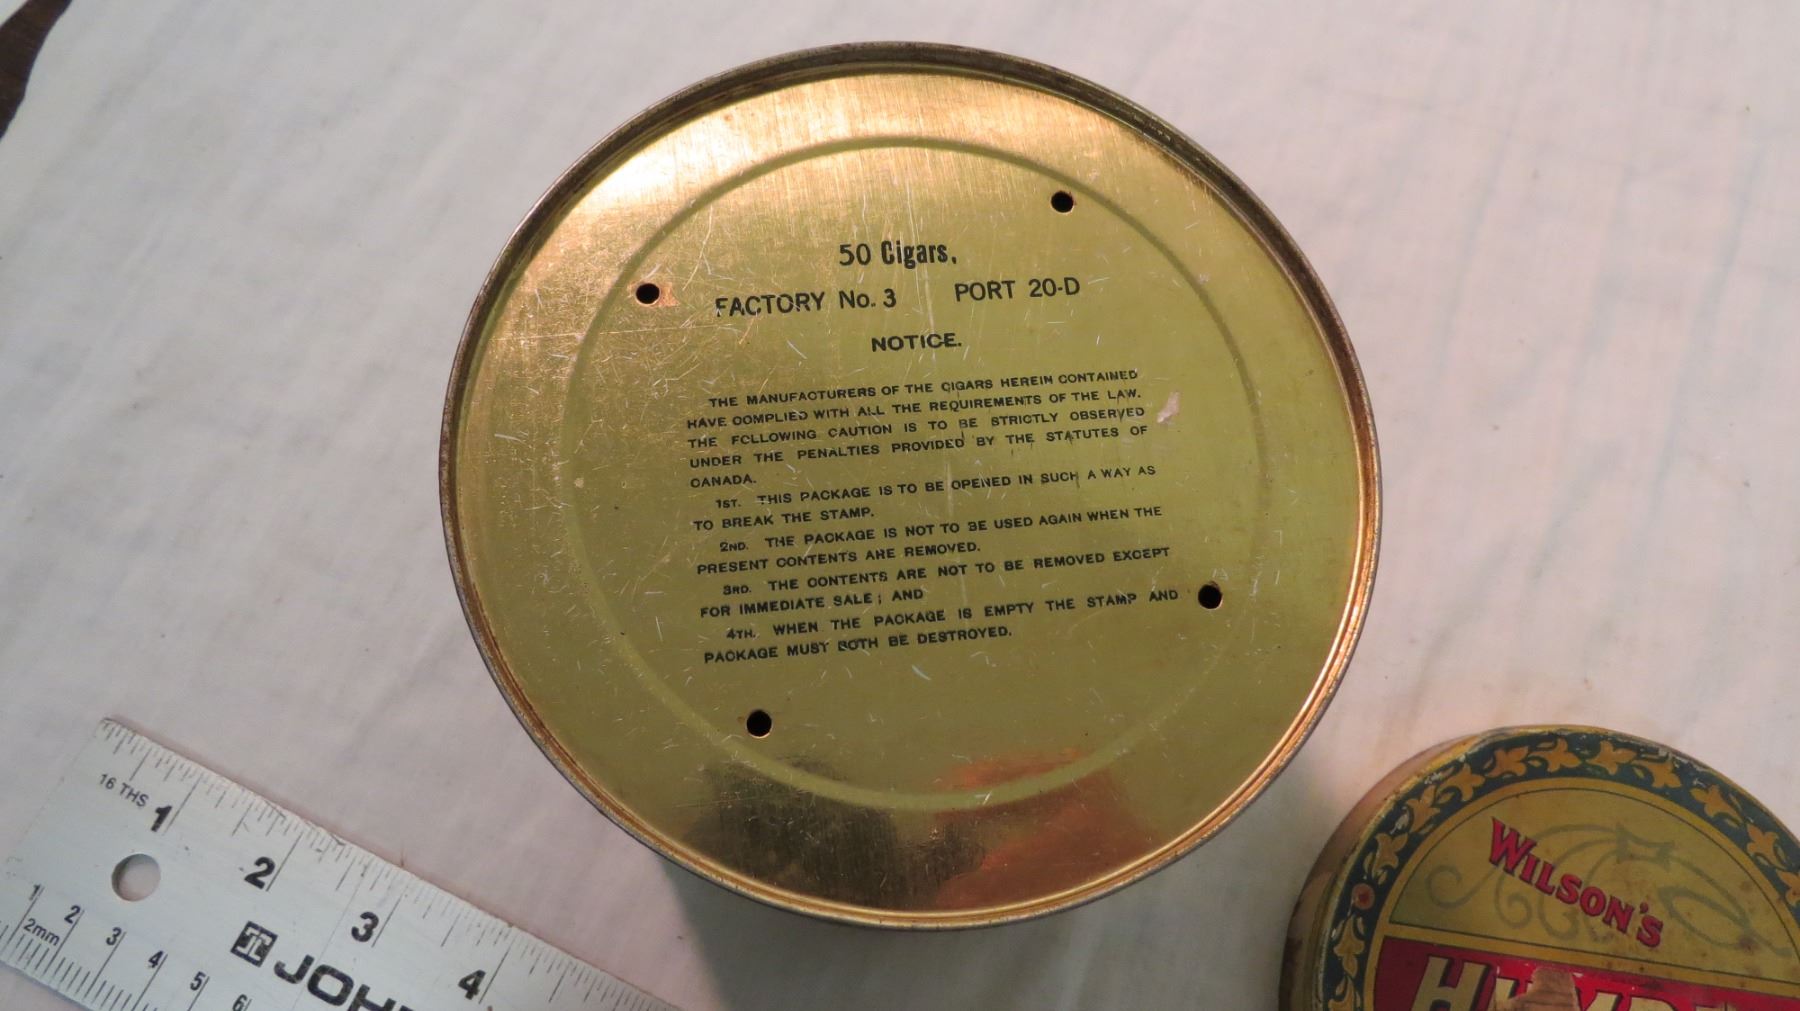 50 Cigars,
FACTORY No. 3 PORT 20-D
NOTICE.
THE MANUFACTURERS OF THE CIGARS HEREIN CONTAINED
HAVE COMPLIED WITH ALL THE REQUIREMENTS OF THE LAW.
THE FOLLOWING CAUTION IS TO BE STRICTLY OBSERVED
UNDER THE PENALTIES PROVIDED BY THE STATUTES OF
CANADA.
1ST. THIS PACKAGE IS TO BE OPENED IN SUCH A WAY AS
TO BREAK THE STAMP.
2ND. THE PACKAGE IS NOT TO BE USED AGAIN WHEN THE
PRESENT CONTENTS ARE REMOVED.
3RD. THE CONTENTS ARE NOT TO BE REMOVED EXCEPT
FOR IMMEDIATE SALE; AND
4TH. WHEN THE PACKAGE IS EMPTY THE STAMP AND
PACKAGE MUST BOTH BE DESTROYED.
16 THS
1 2 3 4
1 2 3 4 5 6
2mm
WILSON'S